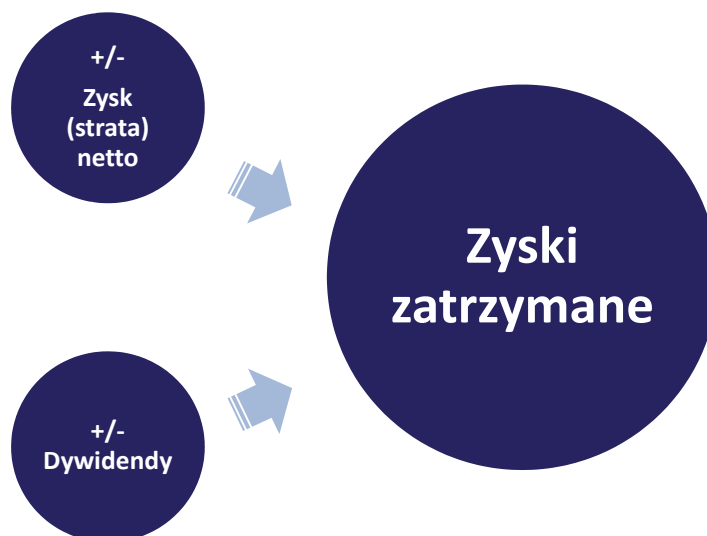 +/-
Zysk
(strata)
netto
+/-
Dywidendy
Zyski
zatrzymane